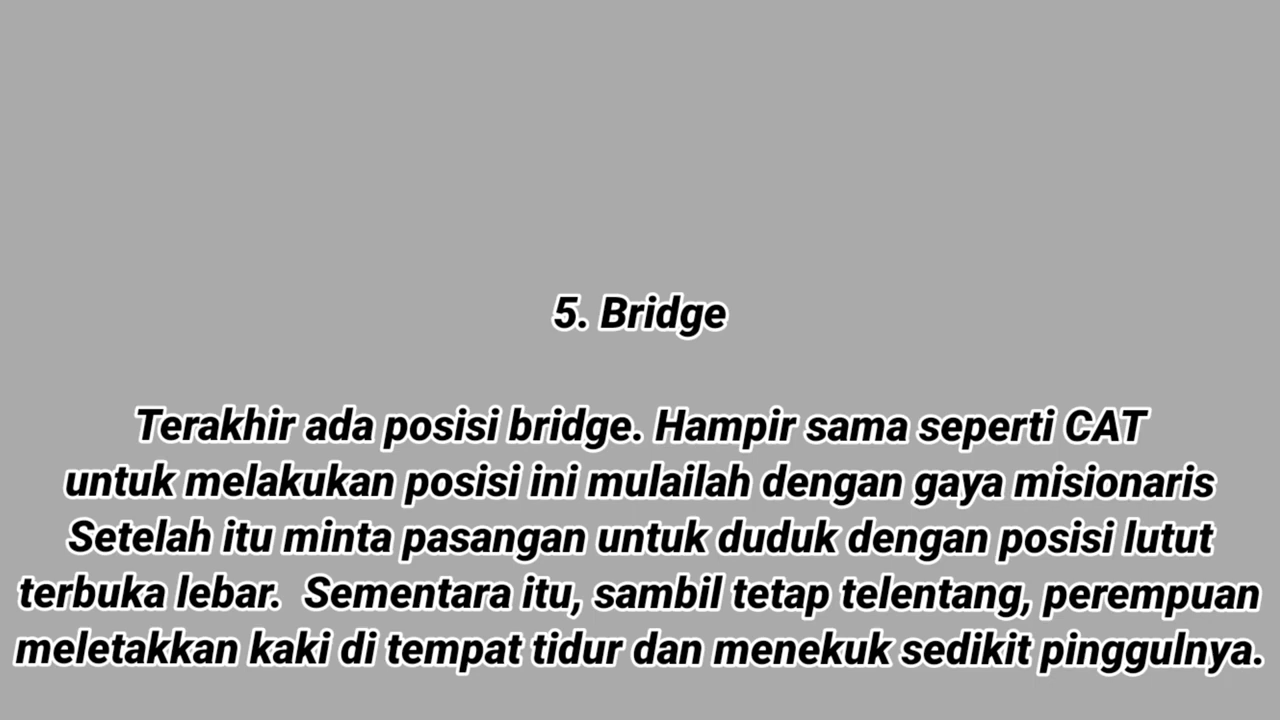 5. Bridge
Terakhir ada posisi bridge. Hampir sama seperti CAT
untuk melakukan posisi ini mulailah dengan gaya misionaris
Setelah itu minta pasangan untuk duduk dengan posisi lutut
terbuka lebar.  Sementara itu, sambil tetap telentang, perempuan
meletakkan kaki di tempat tidur dan menekuk sedikit pinggulnya.